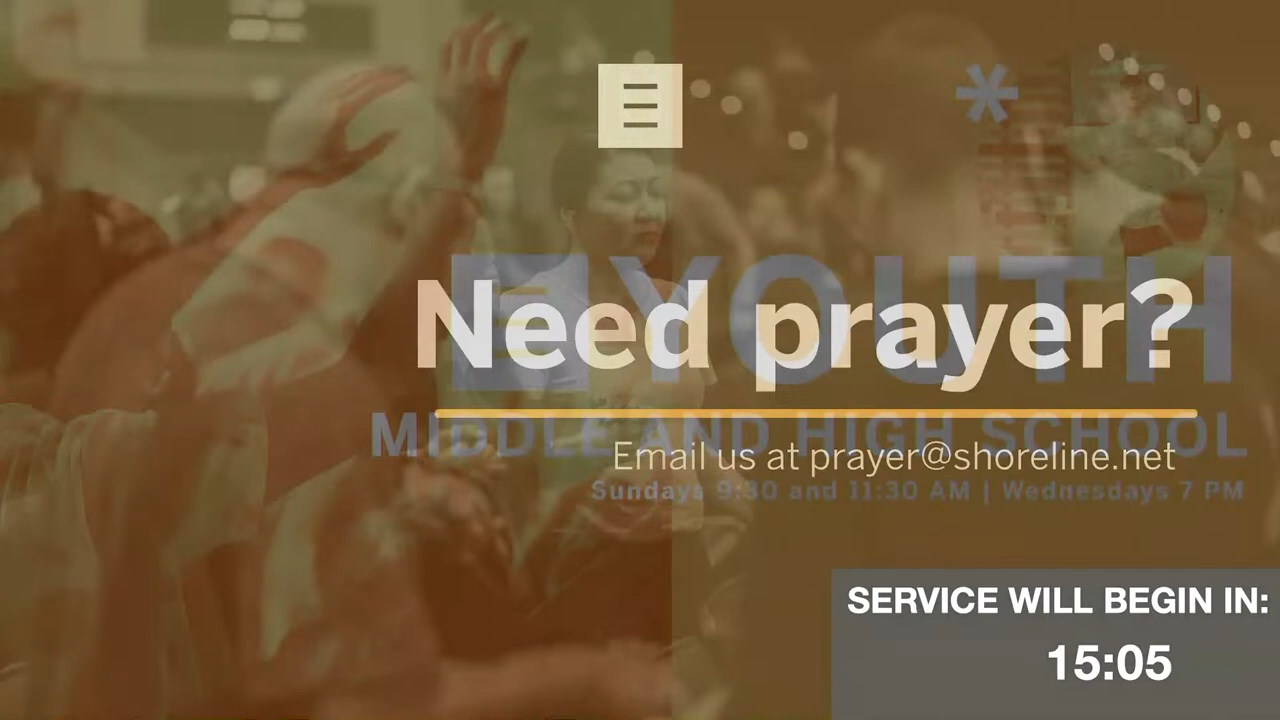 Need prayer?
Email us at prayer@shoreline.net
YOUTH
MIDDLE AND HIGH SCHOOL
Sundays 9:30 and 11:30 AM | Wednesdays 7 PM
SERVICE WILL BEGIN IN:
15:05